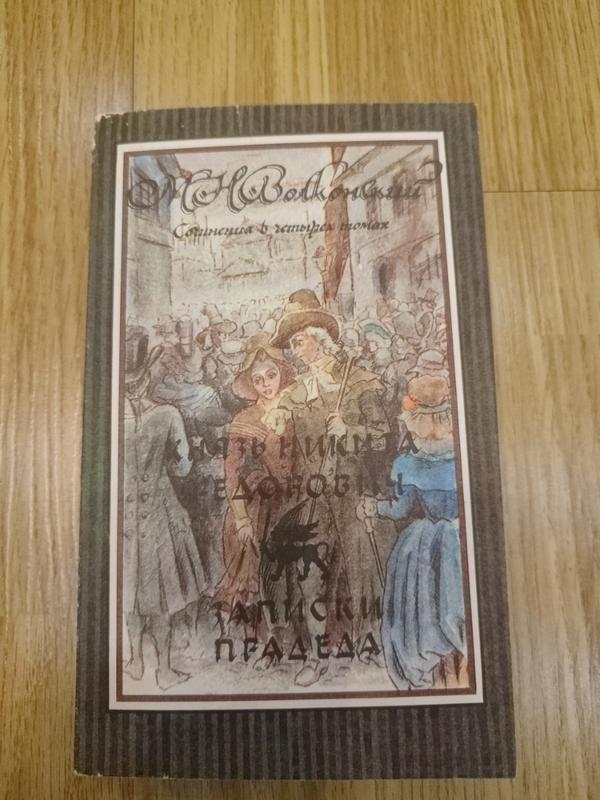 М Н Волконский
Сочинения в четырех томах
КНЯЗЬ НИКИТА
ФЕДОРОВИЧ
ЗАПИСКИ
ПРАДЕДА